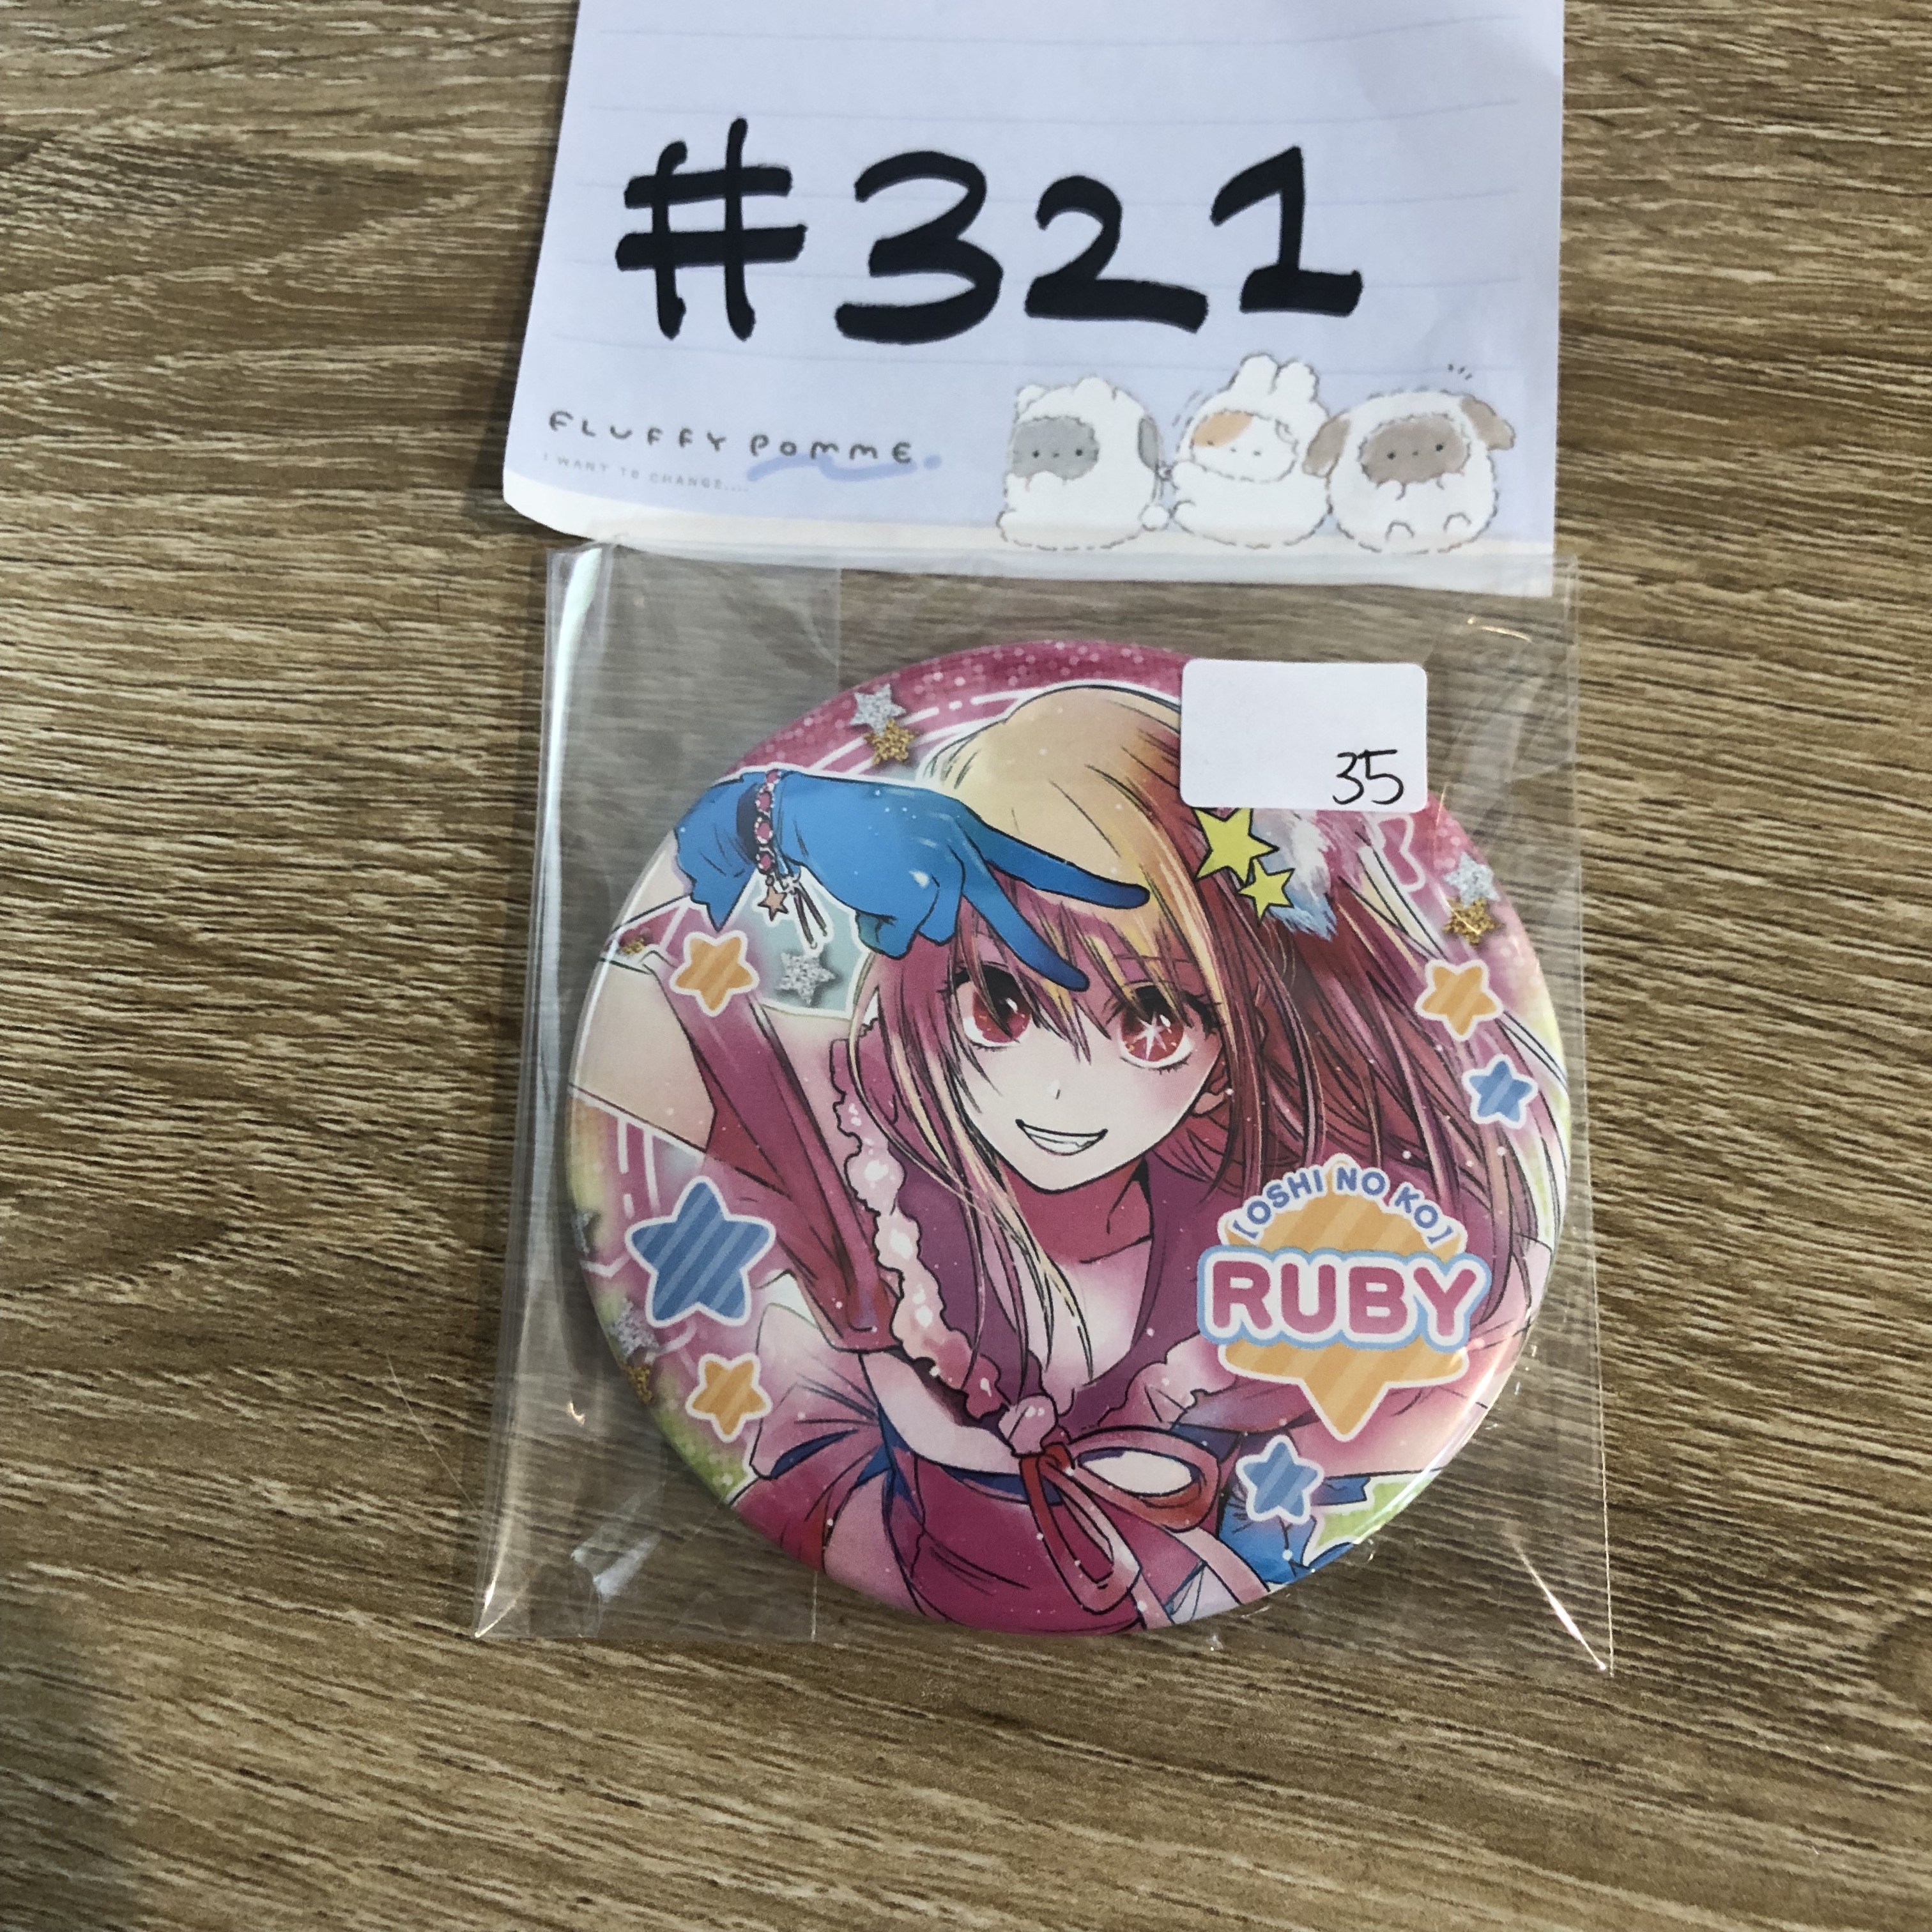 #321
FLUFFY POMME.
I WANT TO CHANGE....
35
[OSHI NO KO]
RUBY